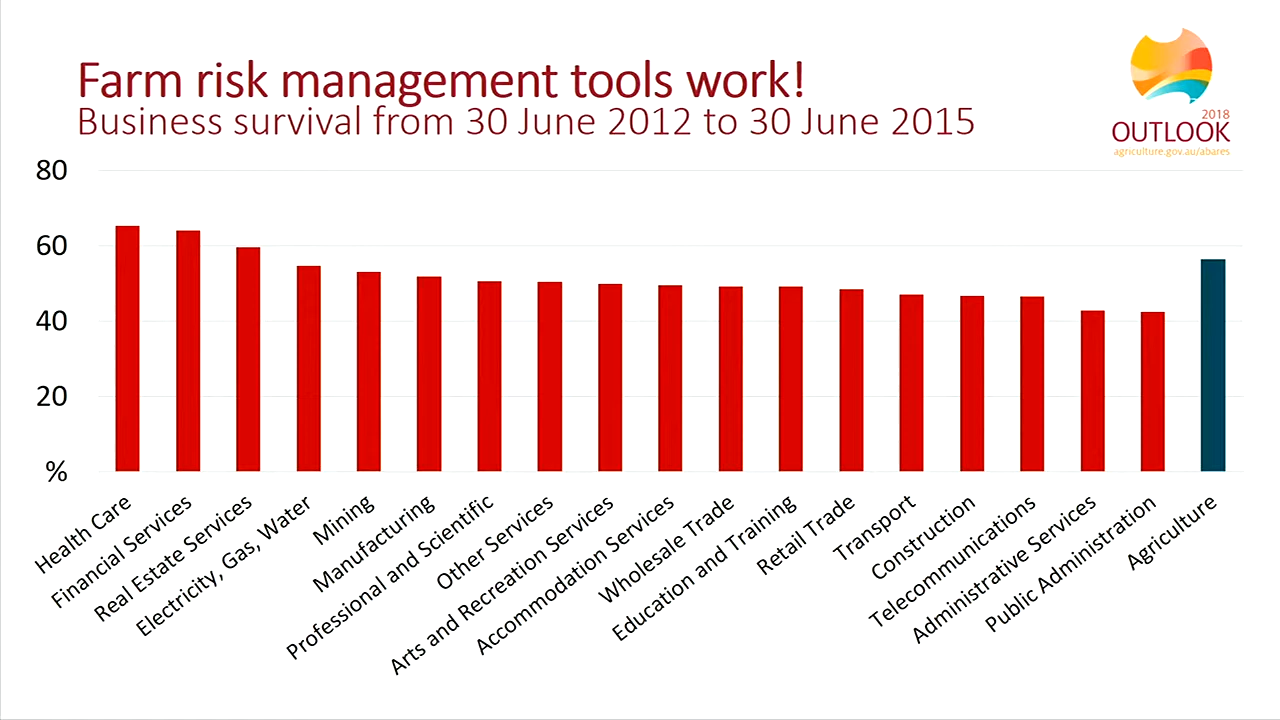 Farm risk management tools work!
Business survival from 30 June 2012 to 30 June 2015
2018
OUTLOOK
agriculture.gov.au/abares
80
60
40
20
%
Health Care
Financial Services
Real Estate Services
Electricity, Gas, Water
Mining
Manufacturing
Professional and Scientific
Other Services
Arts and Recreation Services
Accommodation Services
Wholesale Trade
Education and Training
Retail Trade
Transport
Construction
Telecommunications
Administrative Services
Public Administration
Agriculture